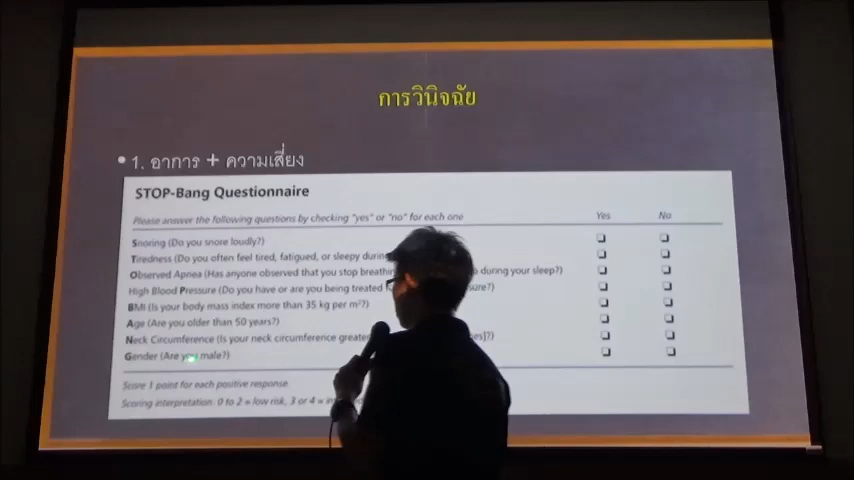 การวินิจฉัย
• 1. อาการ + ความเสี่ยง
STOP-Bang Questionnaire
Please answer the following questions by checking "yes" or "no" for each one Yes No
Snoring (Do you snore loudly?)
Tiredness (Do you often feel tired, fatigued, or sleepy
Observed Apnea (Has anyone observed that you stop during your sleep?)
High Blood Pressure (Do you have or are you being treated
BMI (Is your body mass index more than 35 kg per m²?)
Age (Are you older than 50 years?)
Neck Circumference (Is your neck circumference
Gender (Are you male?)
Score 1 point for each positive response.
Scoring interpretation: 0 to 2 = low risk, 3 or 4 =